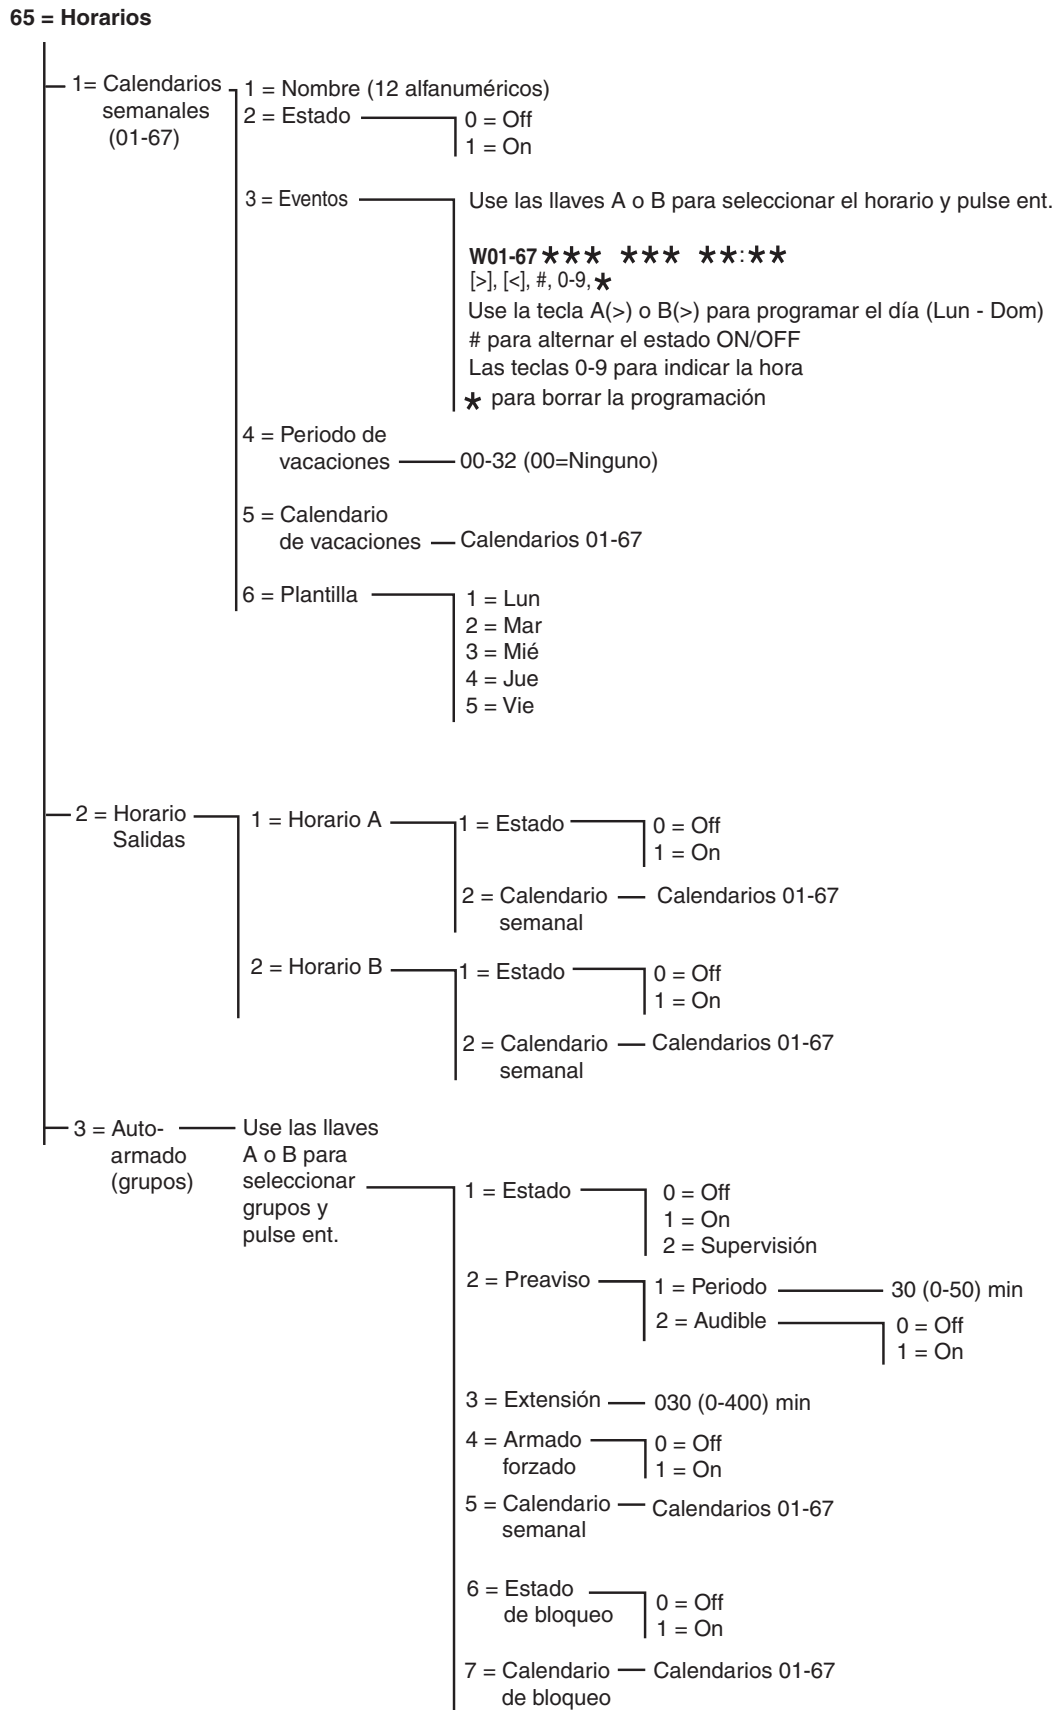 65 = Horarios
1= Calendarios
semanales
(01-67)
1 = Nombre (12 alfanuméricos)
2 = Estado
0 = Off
1 = On
3 = Eventos
Use las llaves A o B para seleccionar el horario y pulse ent.
W01-67 *** *** **:**
[>], [<], #, 0-9, *
Use la tecla A(>) o B(>) para programar el día (Lun - Dom)
# para alternar el estado ON/OFF
Las teclas 0-9 para indicar la hora
* para borrar la programación
4 = Periodo de
vacaciones
00-32 (00=Ninguno)
5 = Calendario
de vacaciones
Calendarios 01-67
6 = Plantilla
1 = Lun
2 = Mar
3 = Mié
4 = Jue
5 = Vie
2 = Horario
Salidas
1 = Horario A
1 = Estado
0 = Off
1 = On
2 = Calendario
semanal
Calendarios 01-67
2 = Horario B
1 = Estado
0 = Off
1 = On
2 = Calendario
semanal
Calendarios 01-67
3 = Auto-
armado
(grupos)
Use las llaves
A o B para
seleccionar
grupos y
pulse ent.
1 = Estado
0 = Off
1 = On
2 = Supervisión
2 = Preaviso
1 = Periodo
30 (0-50) min
2 = Audible
0 = Off
1 = On
3 = Extensión
030 (0-400) min
4 = Armado
forzado
0 = Off
1 = On
5 = Calendario
semanal
Calendarios 01-67
6 = Estado
de bloqueo
0 = Off
1 = On
7 = Calendario
de bloqueo
Calendarios 01-67